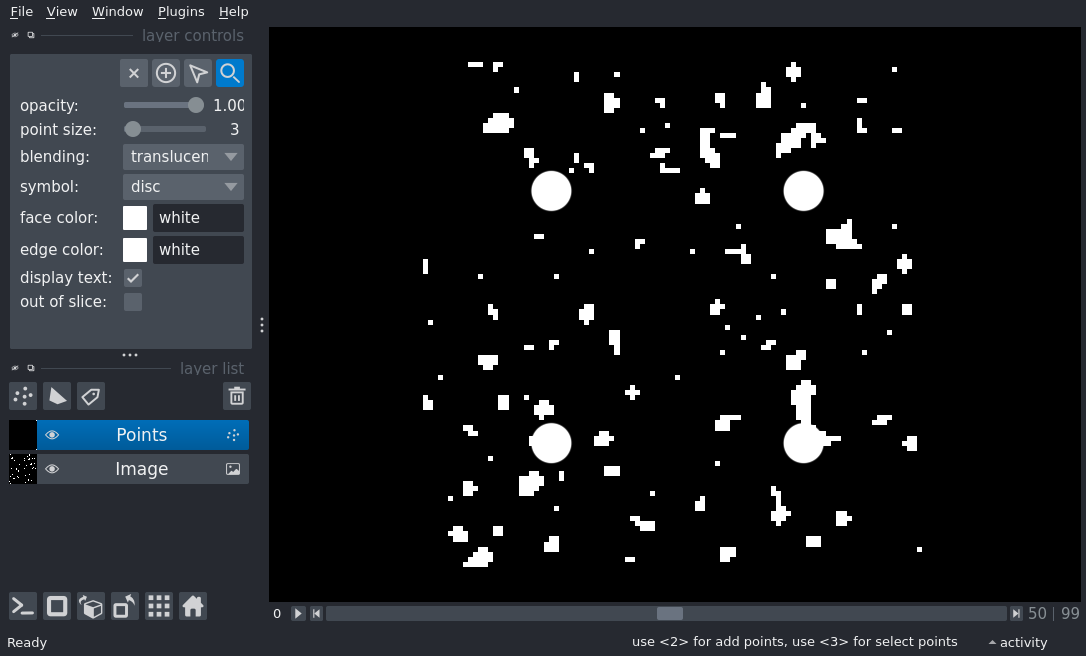 File View Window Plugins Help
layer controls
opacity: 1.00
point size: 3
blending: translucen
symbol: disc
face color: white
edge color: white
display text:
out of slice:
layer list
Points
Image
0 50 | 99
Ready use <2> for add points, use <3> for select points activity